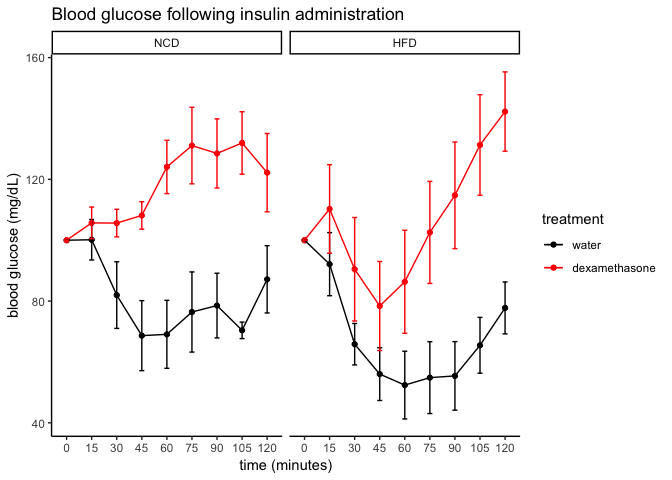 Blood glucose following insulin administration
NCD
HFD
blood glucose (mg/dL)
160
120
80
40
0 15 30 45 60 75 90 105 120
0 15 30 45 60 75 90 105 120
time (minutes)
treatment
water
dexamethasone